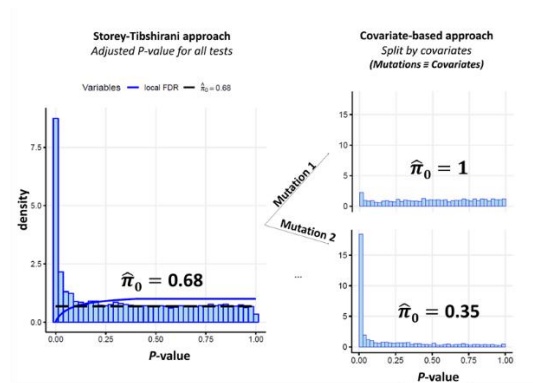 Storey-Tibshirani approach
Adjusted P-value for all tests
Variables local FDR π̂₀ = 0.68
density
7.5
5.0
2.5
0.0
π̂₀ = 0.68
0.00 0.25 0.50 0.75 1.00
P-value
Mutation 1
Mutation 2
...
Covariate-based approach
Split by covariates
(Mutations ≡ Covariates)
15
10
5
0
π̂₀ = 1
15
10
5
0
π̂₀ = 0.35
0.00 0.25 0.50 0.75 1.00
P-value